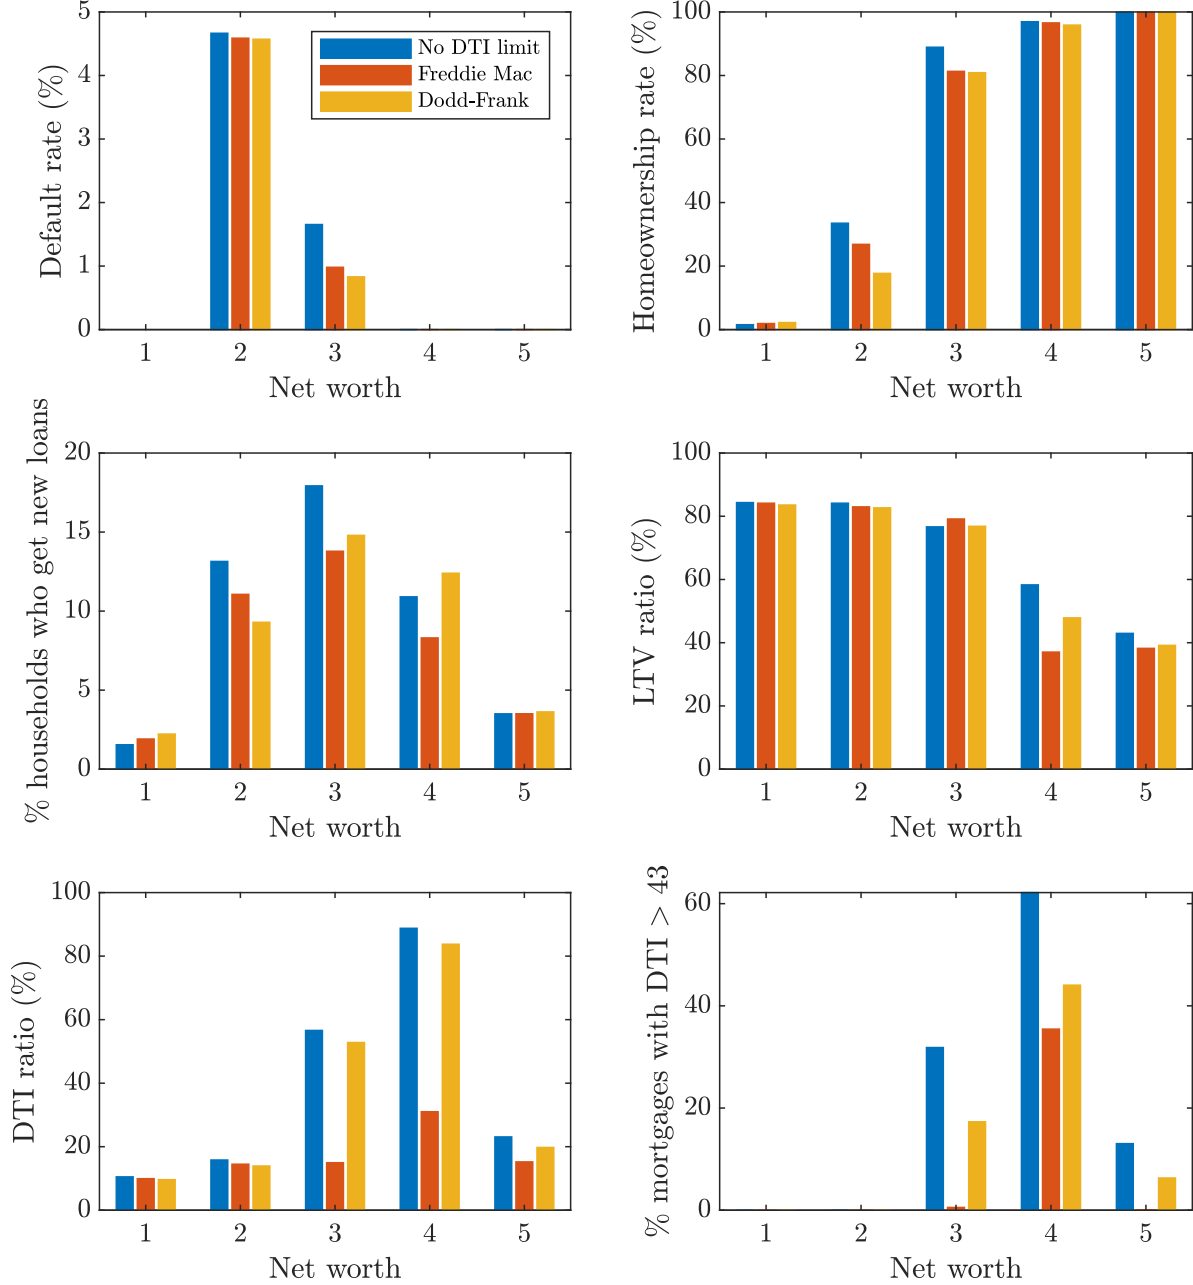 Default rate (%)
5
4
3
2
1
0
No DTI limit
Freddie Mac
Dodd-Frank
1 2 3 4 5
Net worth
Homeownership rate (%)
100
80
60
40
20
0
1 2 3 4 5
Net worth
% households who get new loans
20
15
10
5
0
1 2 3 4 5
Net worth
LTV ratio (%)
100
80
60
40
20
0
1 2 3 4 5
Net worth
DTI ratio (%)
100
80
60
40
20
0
1 2 3 4 5
Net worth
% mortgages with DTI > 43
60
40
20
0
1 2 3 4 5
Net worth